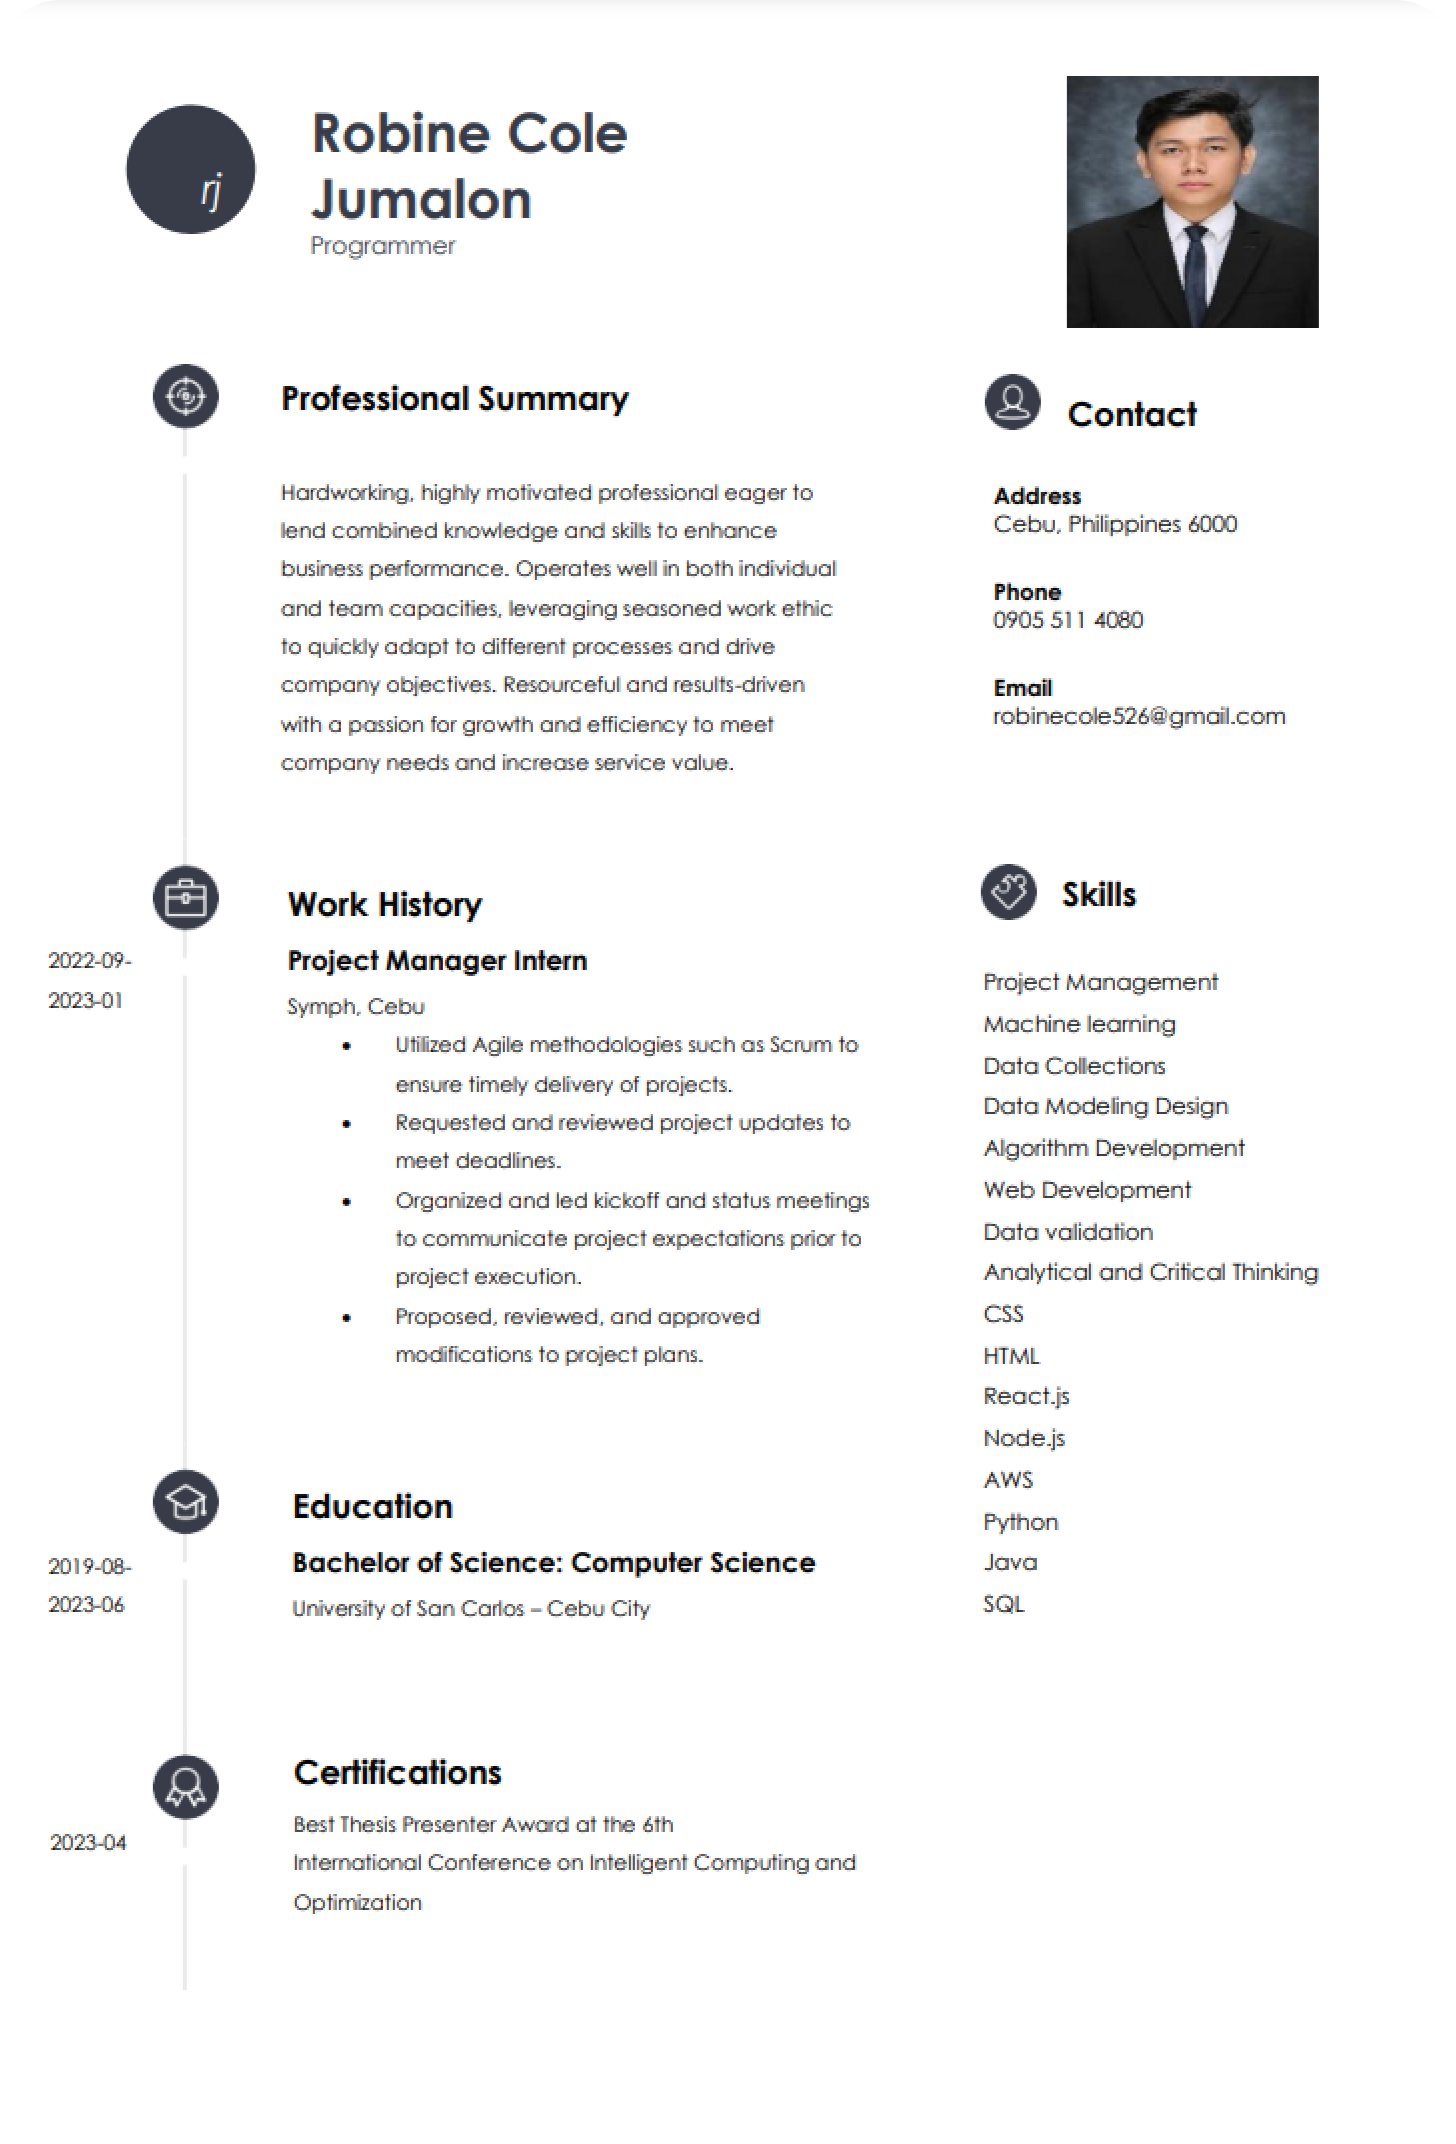 rj
Robine Cole
Jumalon
Programmer
Professional Summary
Hardworking, highly motivated professional eager to
lend combined knowledge and skills to enhance
business performance. Operates well in both individual
and team capacities, leveraging seasoned work ethic
to quickly adapt to different processes and drive
company objectives. Resourceful and results-driven
with a passion for growth and efficiency to meet
company needs and increase service value.
Work History
2022-09-
2023-01
Project Manager Intern
Symph, Cebu
• Utilized Agile methodologies such as Scrum to
ensure timely delivery of projects.
• Requested and reviewed project updates to
meet deadlines.
• Organized and led kickoff and status meetings
to communicate project expectations prior to
project execution.
• Proposed, reviewed, and approved
modifications to project plans.
Education
2019-08-
2023-06
Bachelor of Science: Computer Science
University of San Carlos – Cebu City
Certifications
2023-04
Best Thesis Presenter Award at the 6th
International Conference on Intelligent Computing and
Optimization
Contact
Address
Cebu, Philippines 6000
Phone
0905 511 4080
Email
robinecole526@gmail.com
Skills
Project Management
Machine learning
Data Collections
Data Modeling Design
Algorithm Development
Web Development
Data validation
Analytical and Critical Thinking
CSS
HTML
React.js
Node.js
AWS
Python
Java
SQL